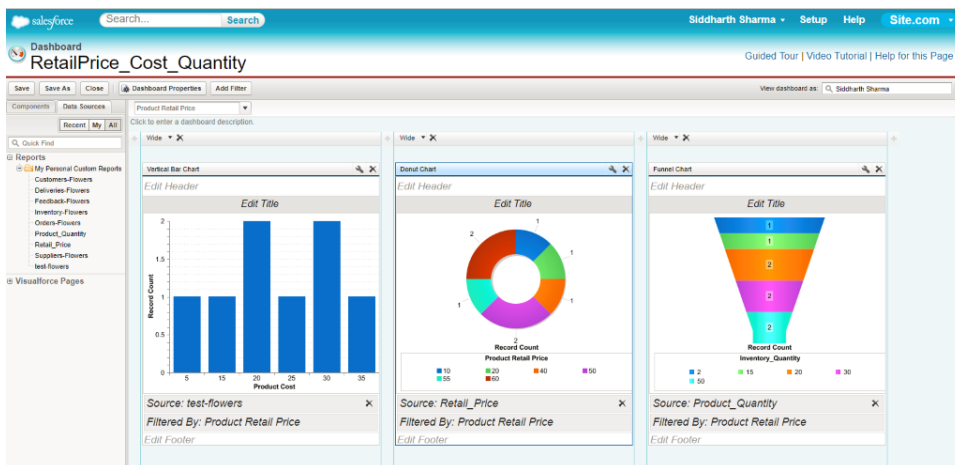 salesforce Search... Search Siddharth Sharma Setup Help Site.com
Dashboard
RetailPrice_Cost_Quantity
Guided Tour | Video Tutorial | Help for this Page
Save Save As Close Dashboard Properties Add Filter View dashboard as: Siddharth Sharma
Components Data Sources
Recent My All
Quick Find
Reports
My Personal Custom Reports
Customers-Flowers
Deliveries-Flowers
Feedback-Flowers
Inventory-Flowers
Orders-Flowers
Product_Quantity
Retail_Price
Suppliers-Flowers
test-flowers
Visualforce Pages
Product Retail Price
Click to enter a dashboard description.
Wide
Vertical Bar Chart
Edit Header
Edit Title
2
1.5
1
0.5
0
Record Count
5 15 20 25 30 35
Product Cost
Source: test-flowers
Filtered By: Product Retail Price
Edit Footer
Wide
Donut Chart
Edit Header
Edit Title
1
2
1
1
1
2
Record Count
Product Retail Price
10 20 40 50
55 60
Source: Retail_Price
Filtered By: Product Retail Price
Edit Footer
Wide
Funnel Chart
Edit Header
Edit Title
1
1
2
2
2
Record Count
Inventory_Quantity
2 15 20 30
50
Source: Product_Quantity
Filtered By: Product Retail Price
Edit Footer